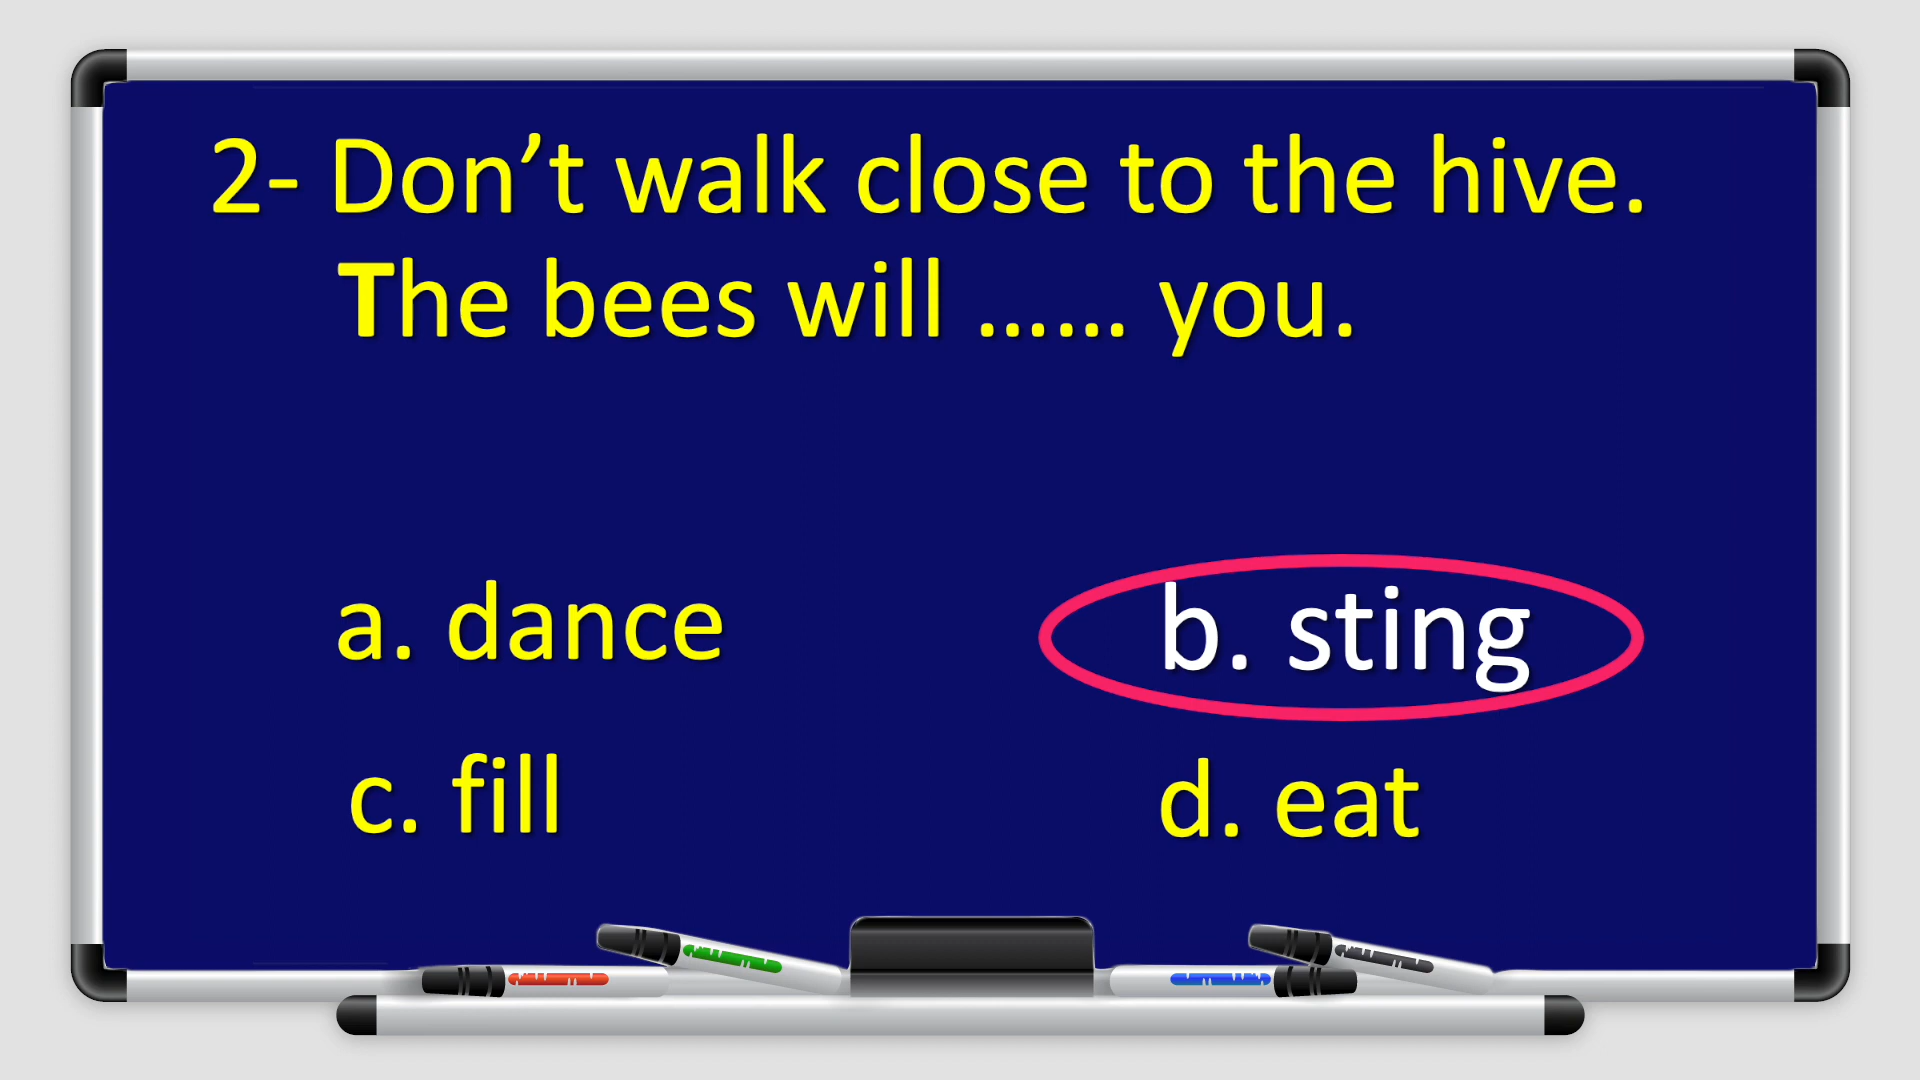 2- Don’t walk close to the hive.
The bees will ...... you.
a. dance
b. sting
c. fill
d. eat